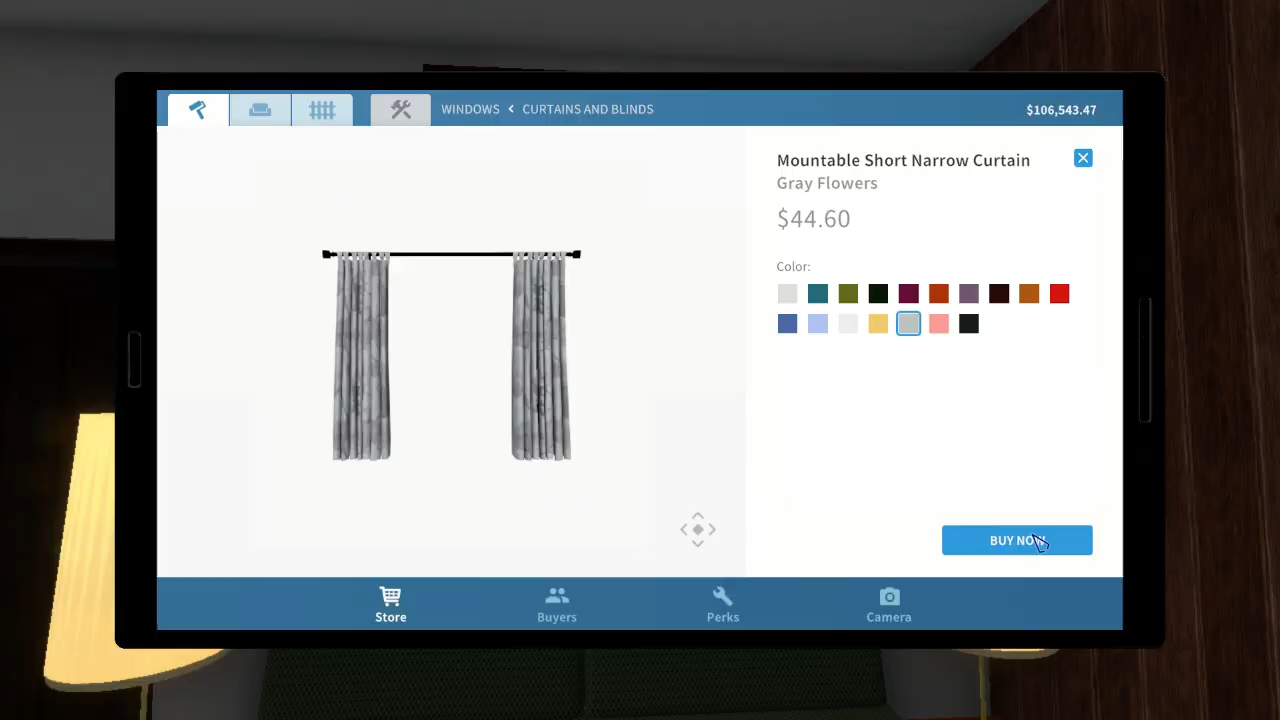 WINDOWS < CURTAINS AND BLINDS
$106,543.47
Mountable Short Narrow Curtain
Gray Flowers
$44.60
Color:
BUY NOW
Store
Buyers
Perks
Camera